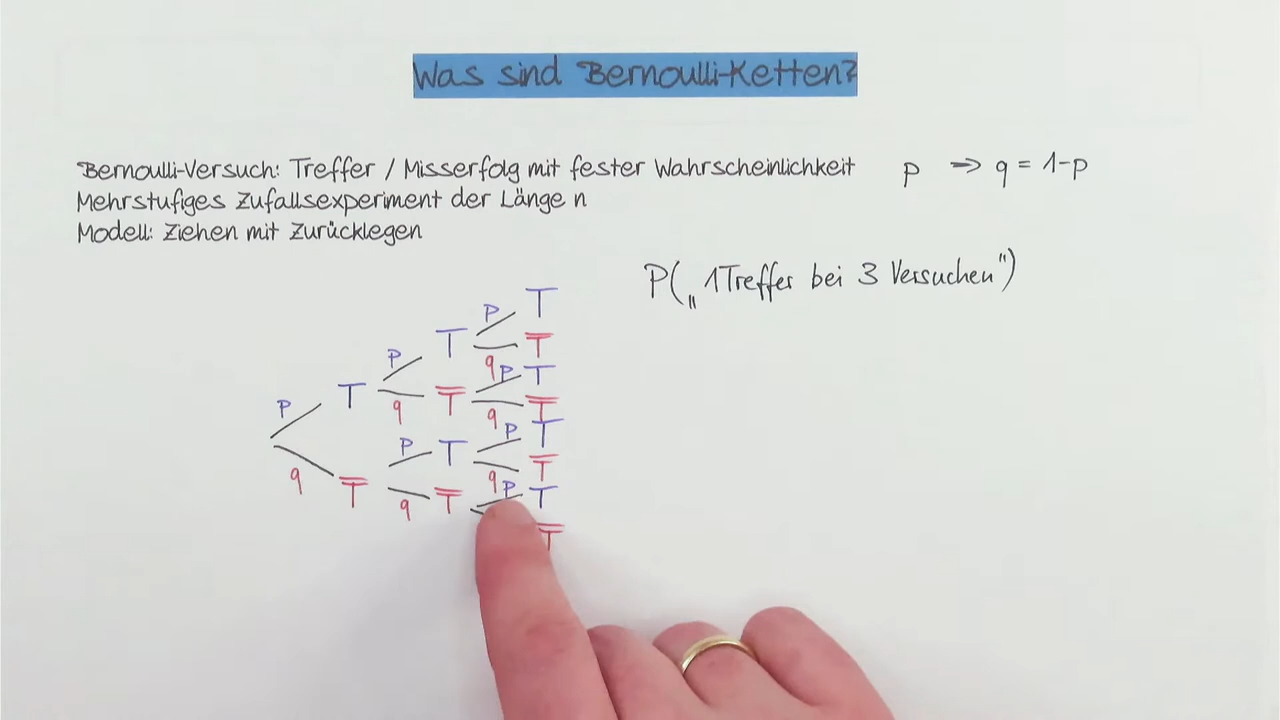 Was sind Bernoulli-Ketten?
Bernoulli-Versuch: Treffer / Misserfolg mit fester Wahrscheinlichkeit p => q = 1-p
Mehrstufiges Zufallsexperiment der Länge n
Modell: Ziehen mit Zurücklegen
P(„1 Treffer bei 3 Versuchen")
p T
p T
q T̅
p T
p T
q T̅
q T̅
p T
q T̅
p T
p T
q T̅
q T̅
p T
T̅